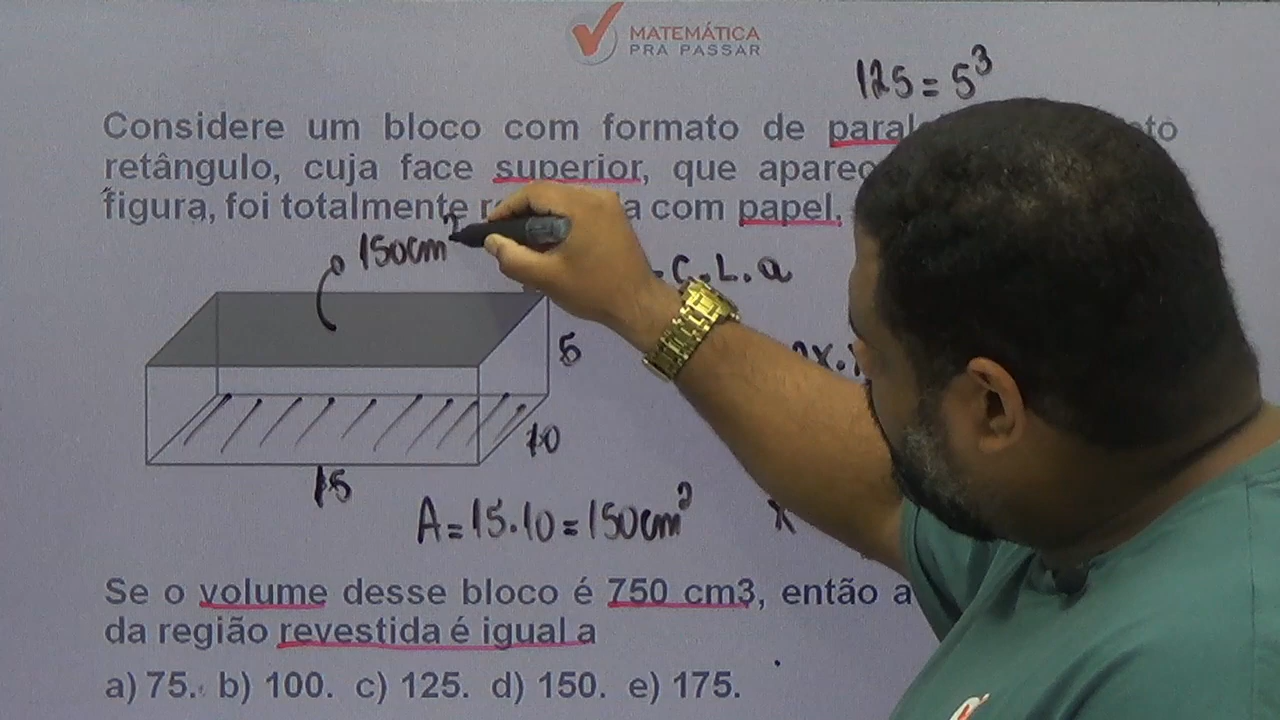 MATEMÁTICA
PRA PASSAR
125 = 5³
Considere um bloco com formato de
retângulo, cuja face superior, que
figura, foi totalmente com papel.
150cm²
C.L.a
5
10
15
A = 15.10 = 150cm²
x
Se o volume desse bloco é 750 cm3, então a
da região revestida é igual a
a) 75. b) 100. c) 125. d) 150. e) 175.